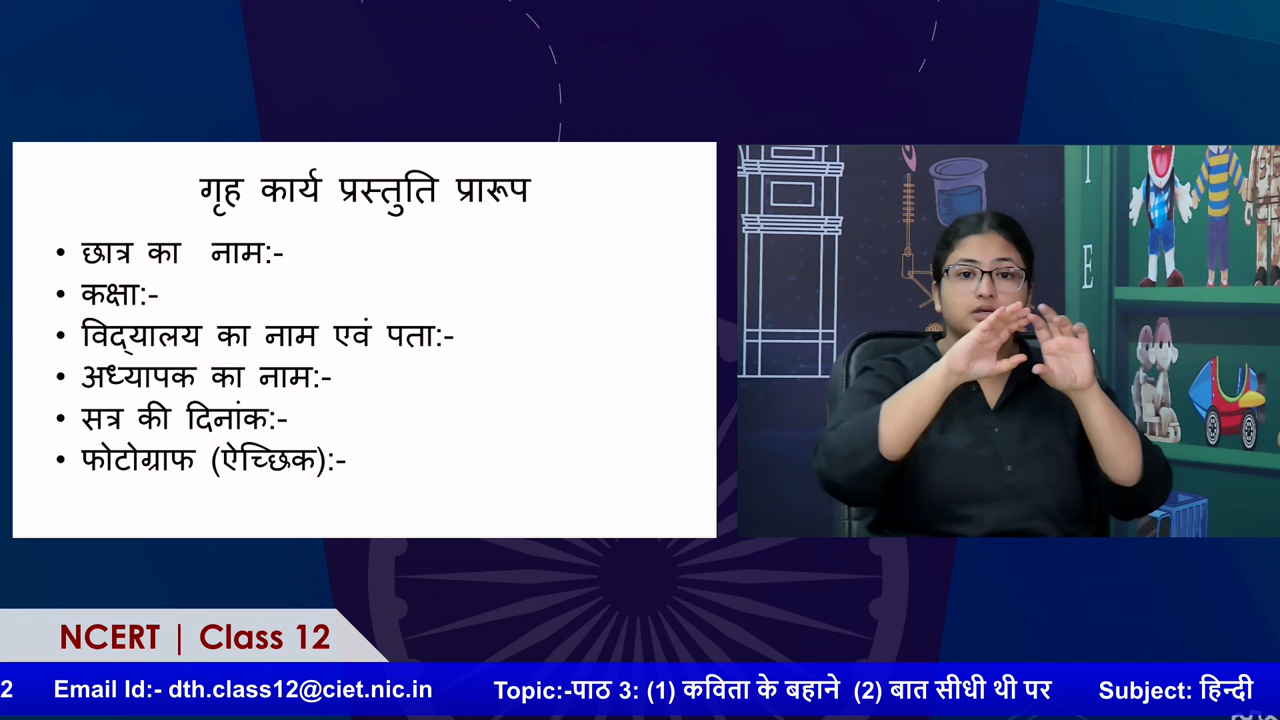 गृह कार्य प्रस्तुति प्रारूप
• छात्र का नाम:-
• कक्षा:-
• विद्यालय का नाम एवं पता:-
• अध्यापक का नाम:-
• सत्र की दिनांक:-
• फोटोग्राफ (ऐच्छिक):-
I
E
NCERT | Class 12
2 Email Id:- dth.class12@ciet.nic.in Topic:-पाठ 3: (1) कविता के बहाने (2) बात सीधी थी पर Subject: हिन्दी